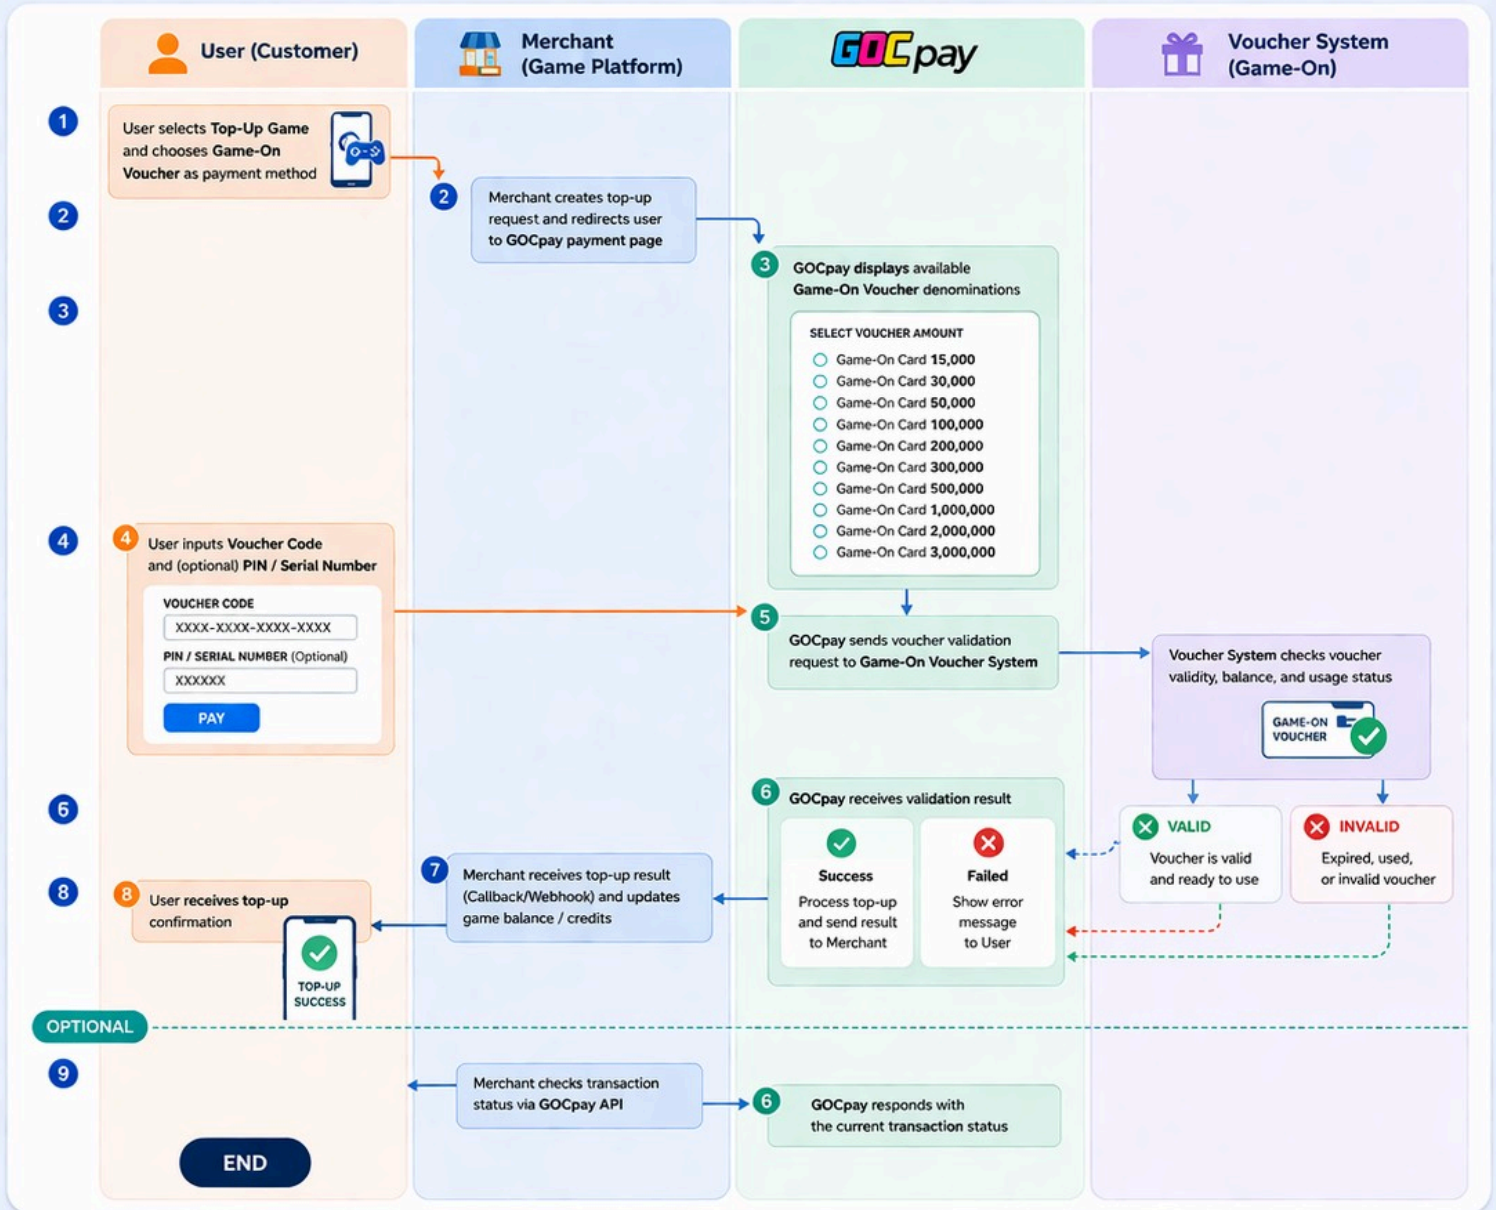 User (Customer)
Merchant
(Game Platform)
GOCpay
Voucher System
(Game-On)
1
User selects Top-Up Game
and chooses Game-On
Voucher as payment method
2
2
Merchant creates top-up
request and redirects user
to GOCpay payment page
3
3
GOCpay displays available
Game-On Voucher denominations
SELECT VOUCHER AMOUNT
Game-On Card 15,000
Game-On Card 30,000
Game-On Card 50,000
Game-On Card 100,000
Game-On Card 200,000
Game-On Card 300,000
Game-On Card 500,000
Game-On Card 1,000,000
Game-On Card 2,000,000
Game-On Card 3,000,000
4
4
User inputs Voucher Code
and (optional) PIN / Serial Number
VOUCHER CODE
XXXX-XXXX-XXXX-XXXX
PIN / SERIAL NUMBER (Optional)
XXXXXX
PAY
5
GOCpay sends voucher validation
request to Game-On Voucher System
Voucher System checks voucher
validity, balance, and usage status
GAME-ON
VOUCHER
6
6
GOCpay receives validation result
Success
Process top-up
and send result
to Merchant
Failed
Show error
message
to User
VALID
Voucher is valid
and ready to use
INVALID
Expired, used,
or invalid voucher
7
Merchant receives top-up result
(Callback/Webhook) and updates
game balance / credits
8
8
User receives top-up
confirmation
TOP-UP
SUCCESS
OPTIONAL
9
Merchant checks transaction
status via GOCpay API
6
GOCpay responds with
the current transaction status
END